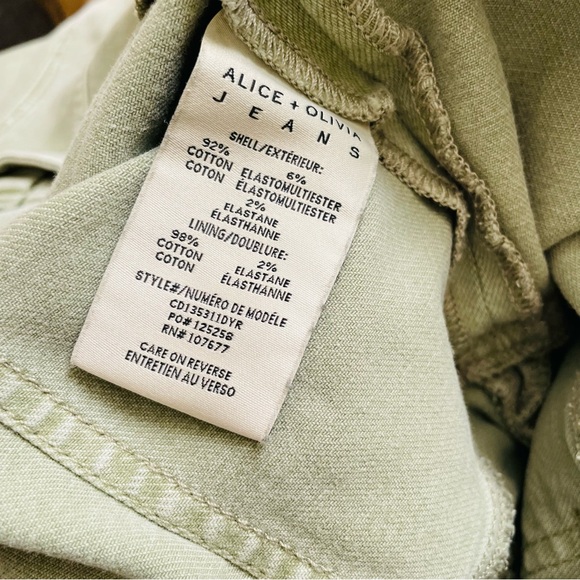 ALICE + OLIVIA
JEANS
SHELL/EXTÉRIEUR:
92% 6%
COTTON ELASTOMULTIESTER
COTON ÉLASTOMULTIESTER
2%
ELASTANE
ÉLASTHANNE
LINING/DOUBLURE:
98% 2%
COTTON ELASTANE
COTON ÉLASTHANNE
STYLE#/NUMÉRO DE MODÈLE
CD135311DYR
PO#125258
RN#107677
CARE ON REVERSE
ENTRETIEN AU VERSO